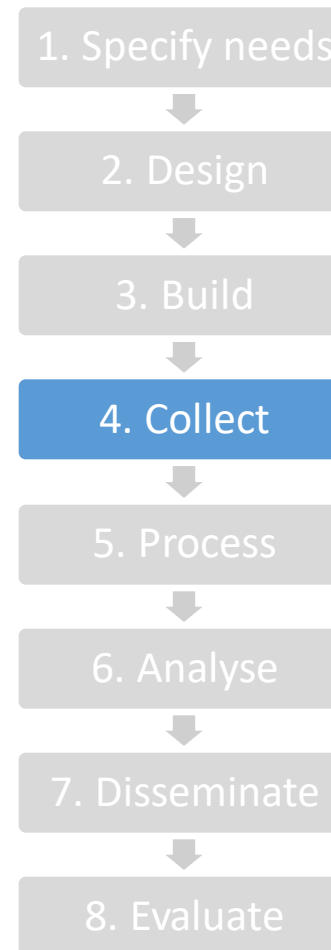 1. Specify needs
2. Design
3. Build
4. Collect
5. Process
6. Analyse
7. Disseminate
8. Evaluate